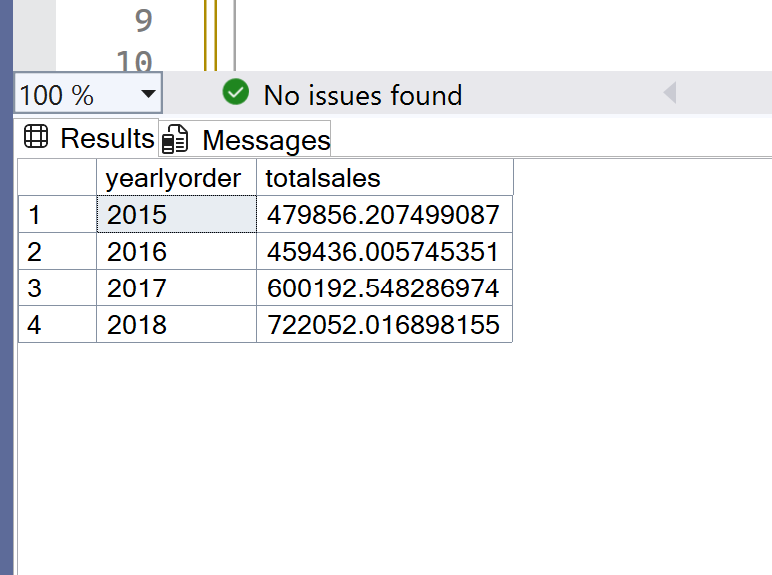 9
10
100 % No issues found
Results Messages
yearlyorder totalsales
1 2015 479856.207499087
2 2016 459436.005745351
3 2017 600192.548286974
4 2018 722052.016898155